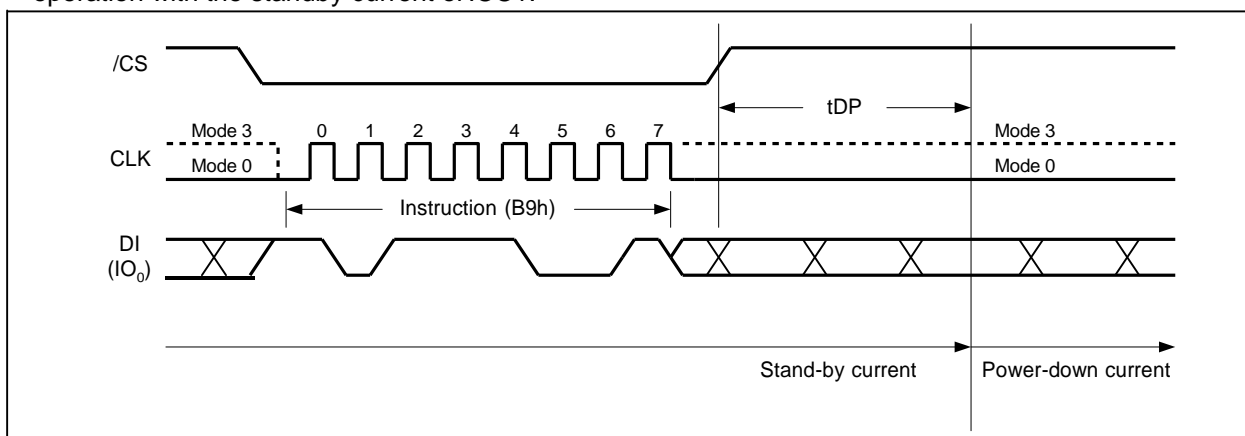 operation with the standby current of ICC1.
/CS
tDP
Mode 3
0 1 2 3 4 5 6 7
Mode 3
CLK
Mode 0
Mode 0
Instruction (B9h)
DI
(IO0)
Stand-by current
Power-down current